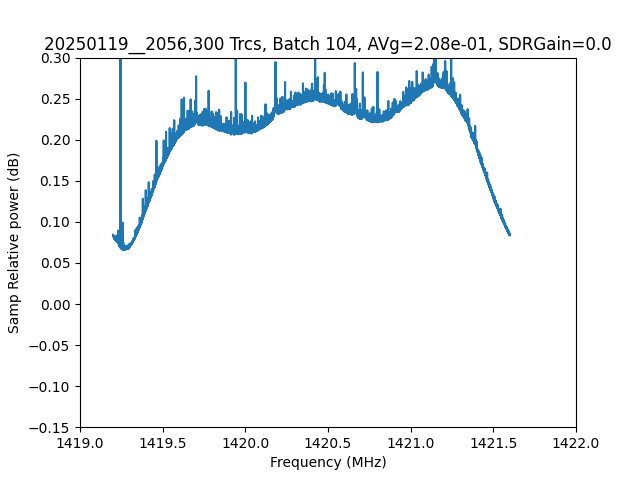 20250119__2056,300 Trcs, Batch 104, AVg=2.08e-01, SDRGain=0.0
0.30
0.25
0.20
0.15
0.10
0.05
0.00
−0.05
−0.10
−0.15
Samp Relative power (dB)
1419.0 1419.5 1420.0 1420.5 1421.0 1421.5 1422.0
Frequency (MHz)